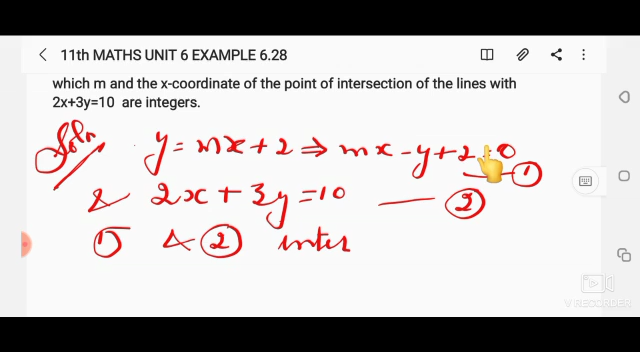 11th MATHS UNIT 6 EXAMPLE 6.28
which m and the x-coordinate of the point of intersection of the lines with
2x+3y=10 are integers.
Soln y = mx + 2 ⇒ mx - y + 2 = 0
① 
& 2x + 3y = 10 — ②
① & ② inter
V RECORDER